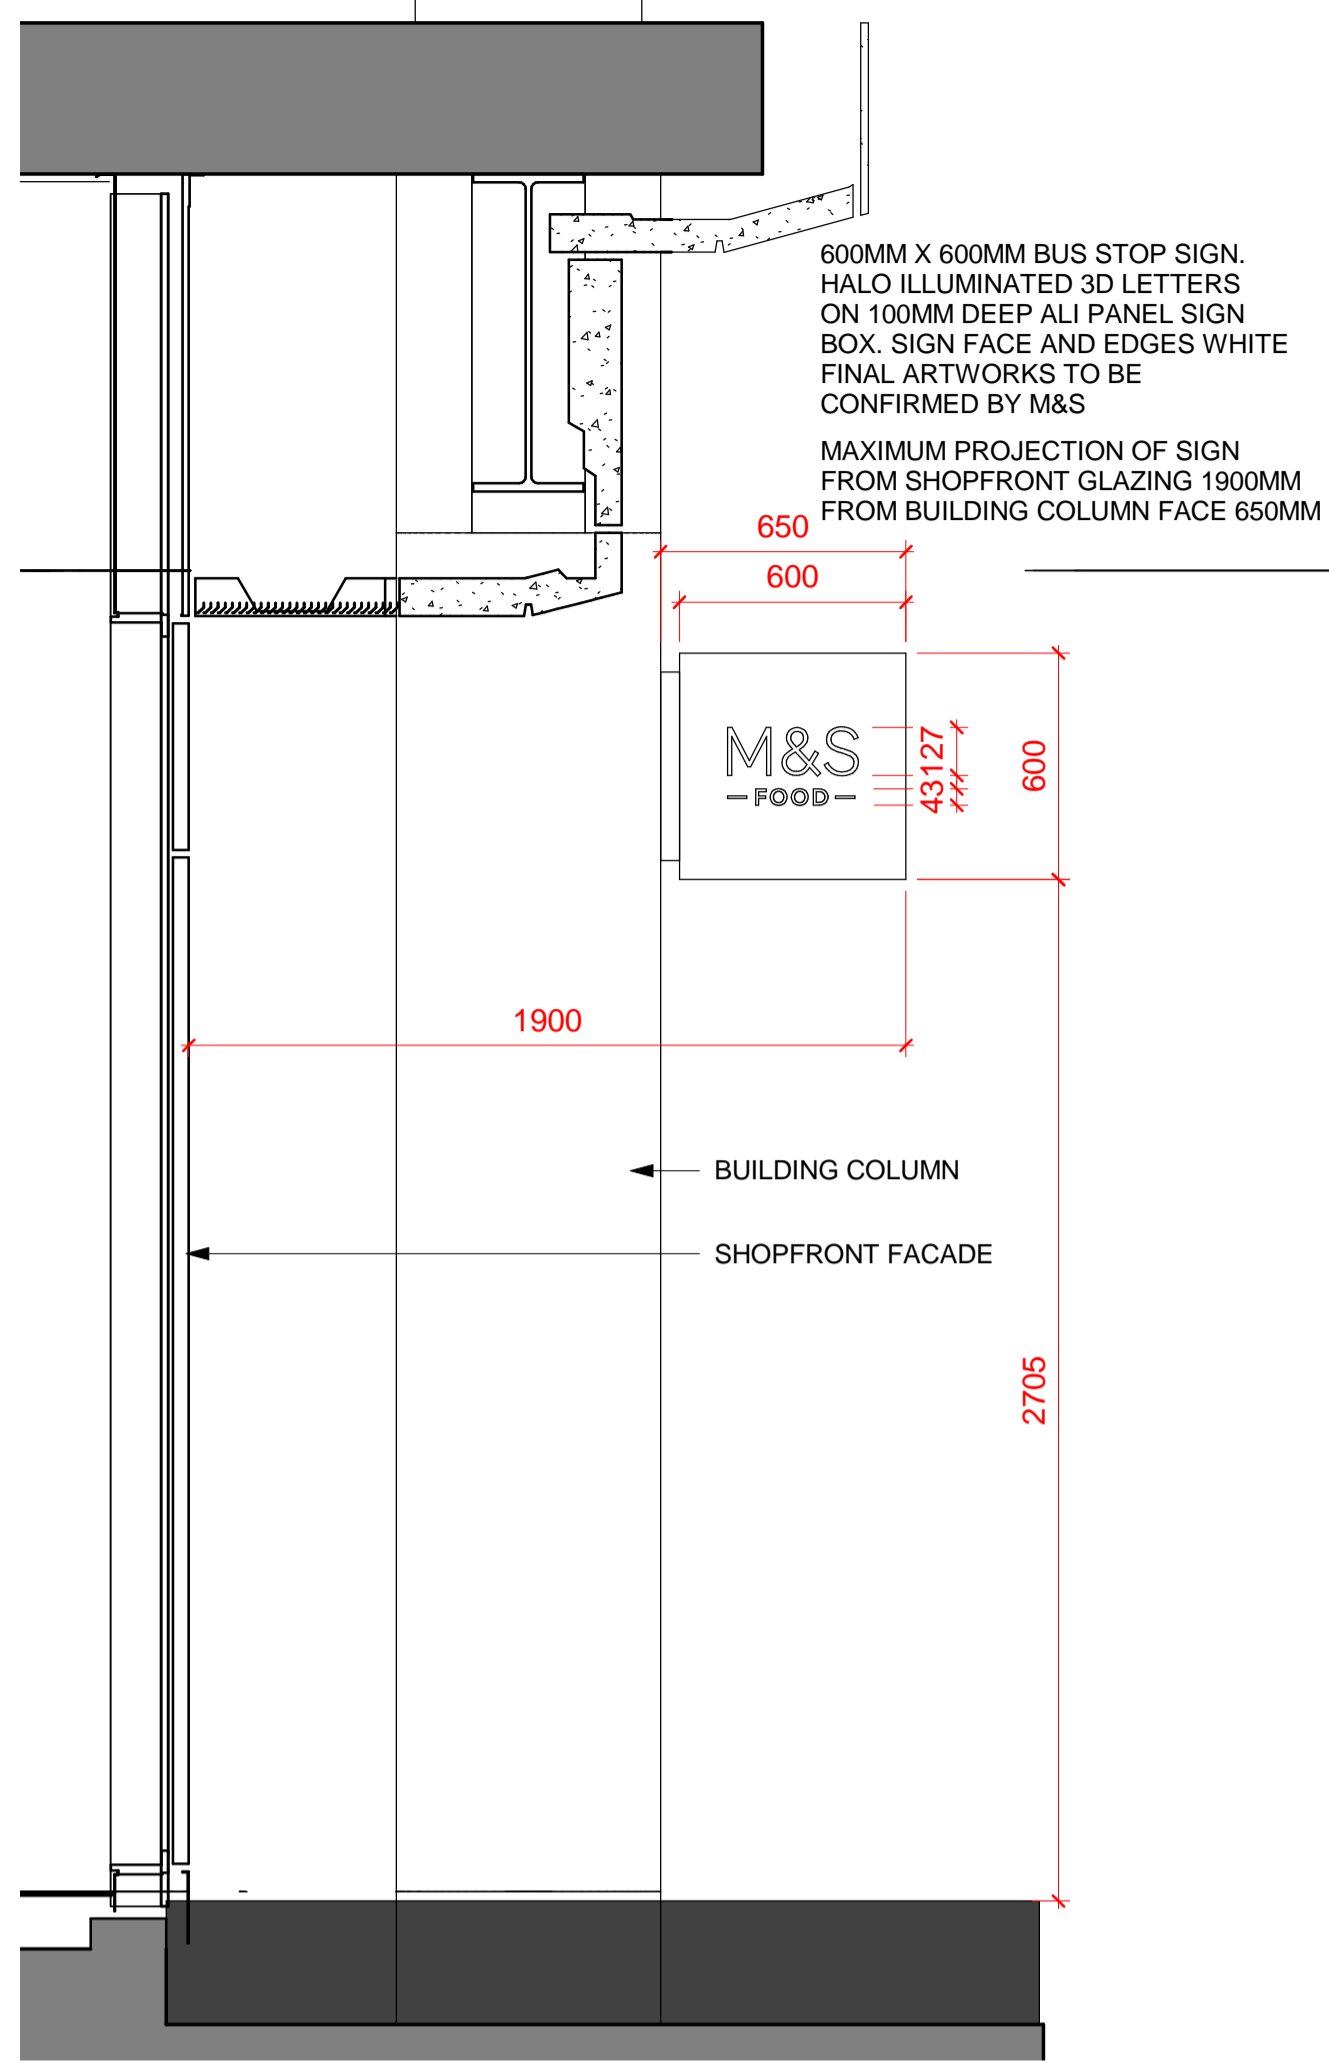 600MM X 600MM BUS STOP SIGN.
HALO ILLUMINATED 3D LETTERS
ON 100MM DEEP ALI PANEL SIGN
BOX. SIGN FACE AND EDGES WHITE
FINAL ARTWORKS TO BE
CONFIRMED BY M&S
MAXIMUM PROJECTION OF SIGN
FROM SHOPFRONT GLAZING 1900MM
FROM BUILDING COLUMN FACE 650MM
650
600
M&S
— FOOD —
127
43
600
1900
BUILDING COLUMN
SHOPFRONT FACADE
2705